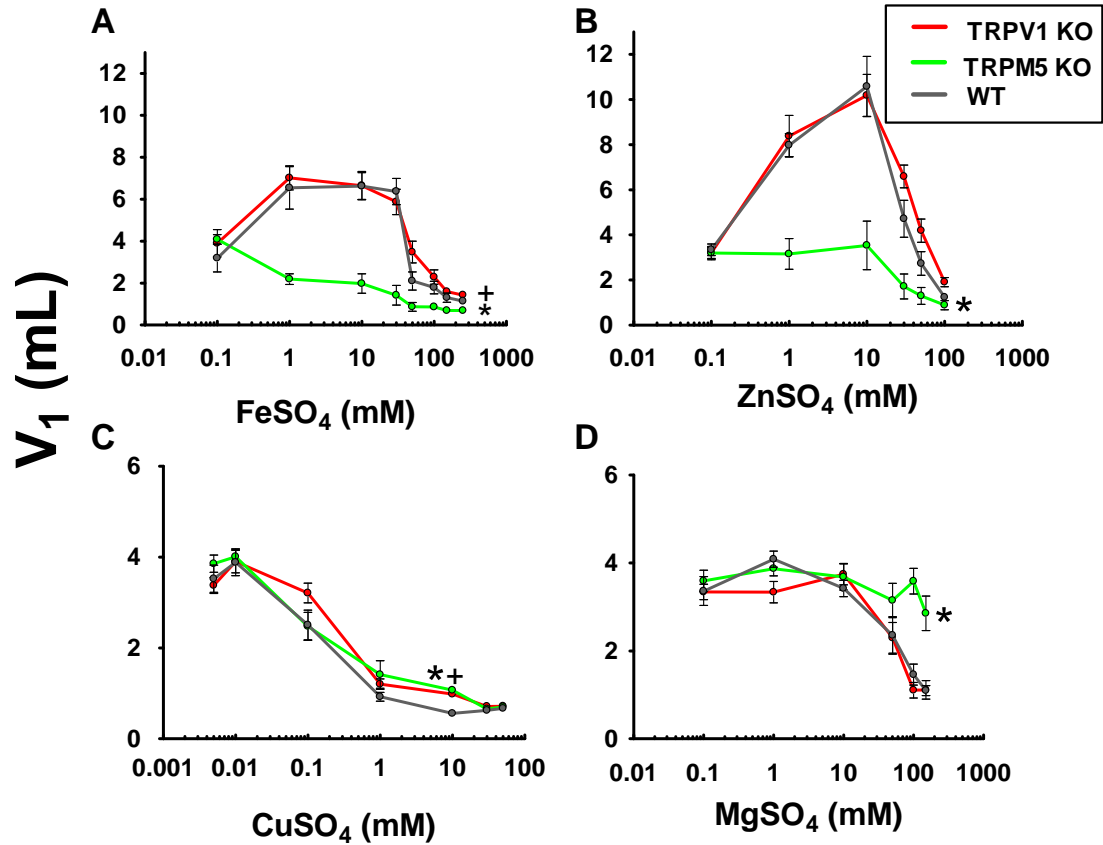 V₁ (mL)
A
12
10
8
6
4
2
0
+
*
0.01 0.1 1 10 100 1000
FeSO₄ (mM)
B
TRPV1 KO
TRPM5 KO
WT
12
10
8
6
4
2
0
*
0.01 0.1 1 10 100 1000
ZnSO₄ (mM)
C
6
4
2
0
*+
0.001 0.01 0.1 1 10 100
CuSO₄ (mM)
D
6
4
2
0
*
0.01 0.1 1 10 100 1000
MgSO₄ (mM)